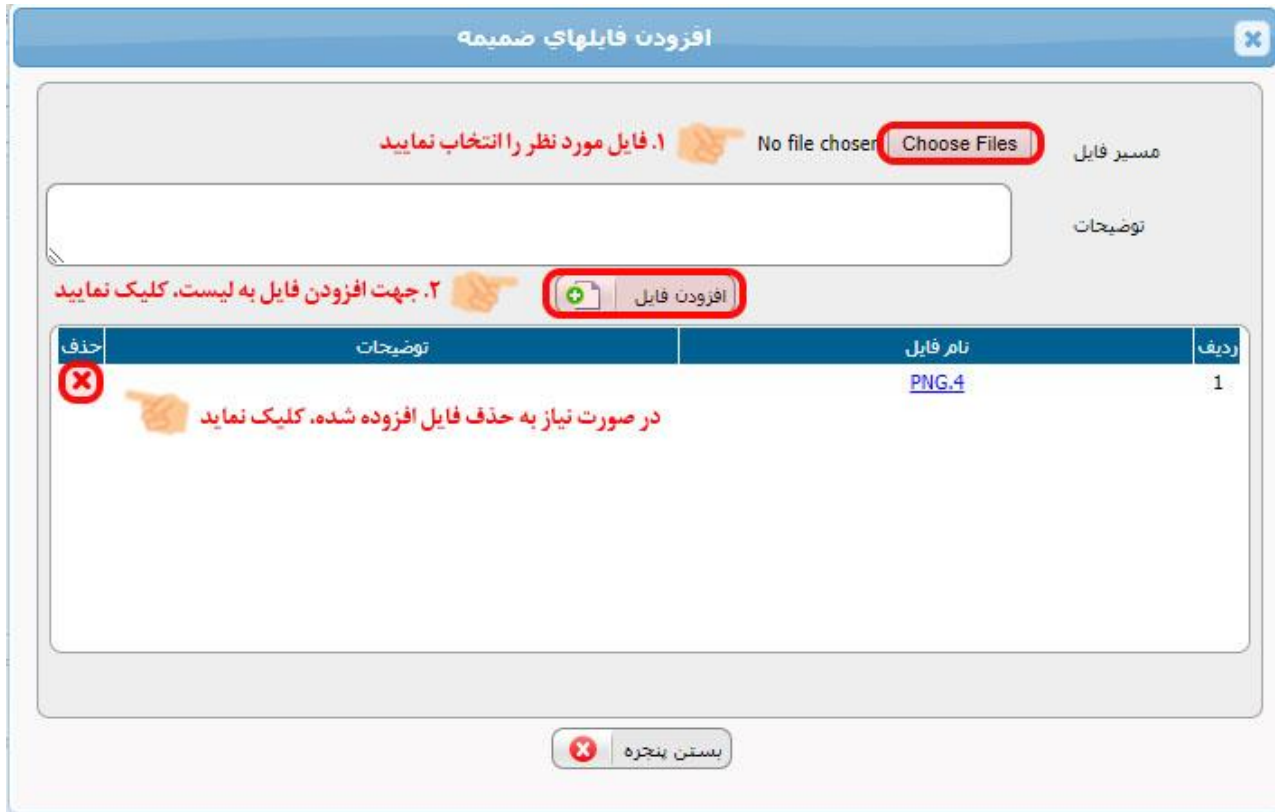 افزودن فايلهاي ضميمه
مسیر فایل Choose Files No file chosen ۱. فایل مورد نظر را انتخاب نمایید
توضیحات
افزودن فایل ۲. جهت افزودن فایل به لیست، کلیک نمایید
ردیف نام فایل توضیحات حذف
1 PNG.4
در صورت نیاز به حذف فایل افزوده شده، کلیک نماید
بستن پنجره